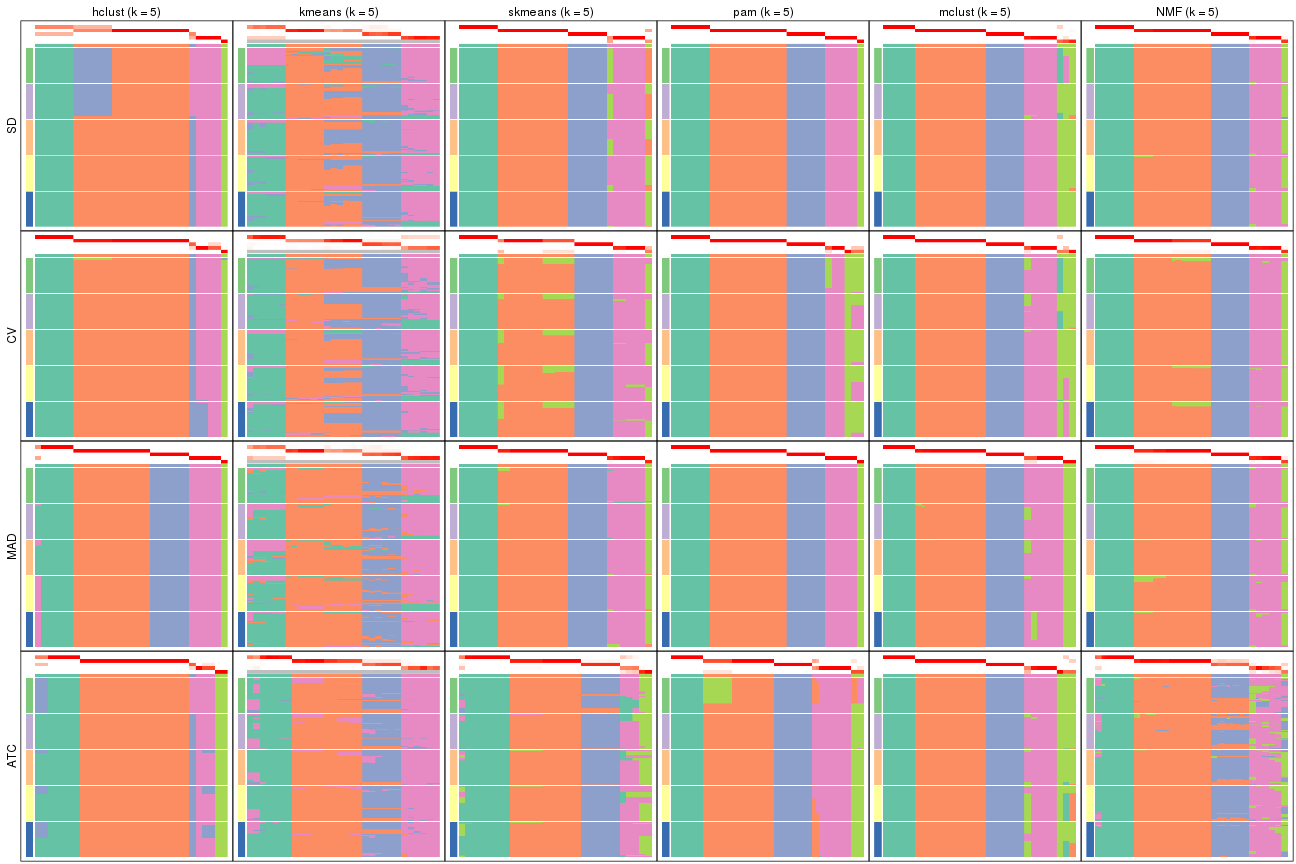 hclust (k = 5) kmeans (k = 5) skmeans (k = 5) pam (k = 5) mclust (k = 5) NMF (k = 5)
SD
CV
MAD
ATC